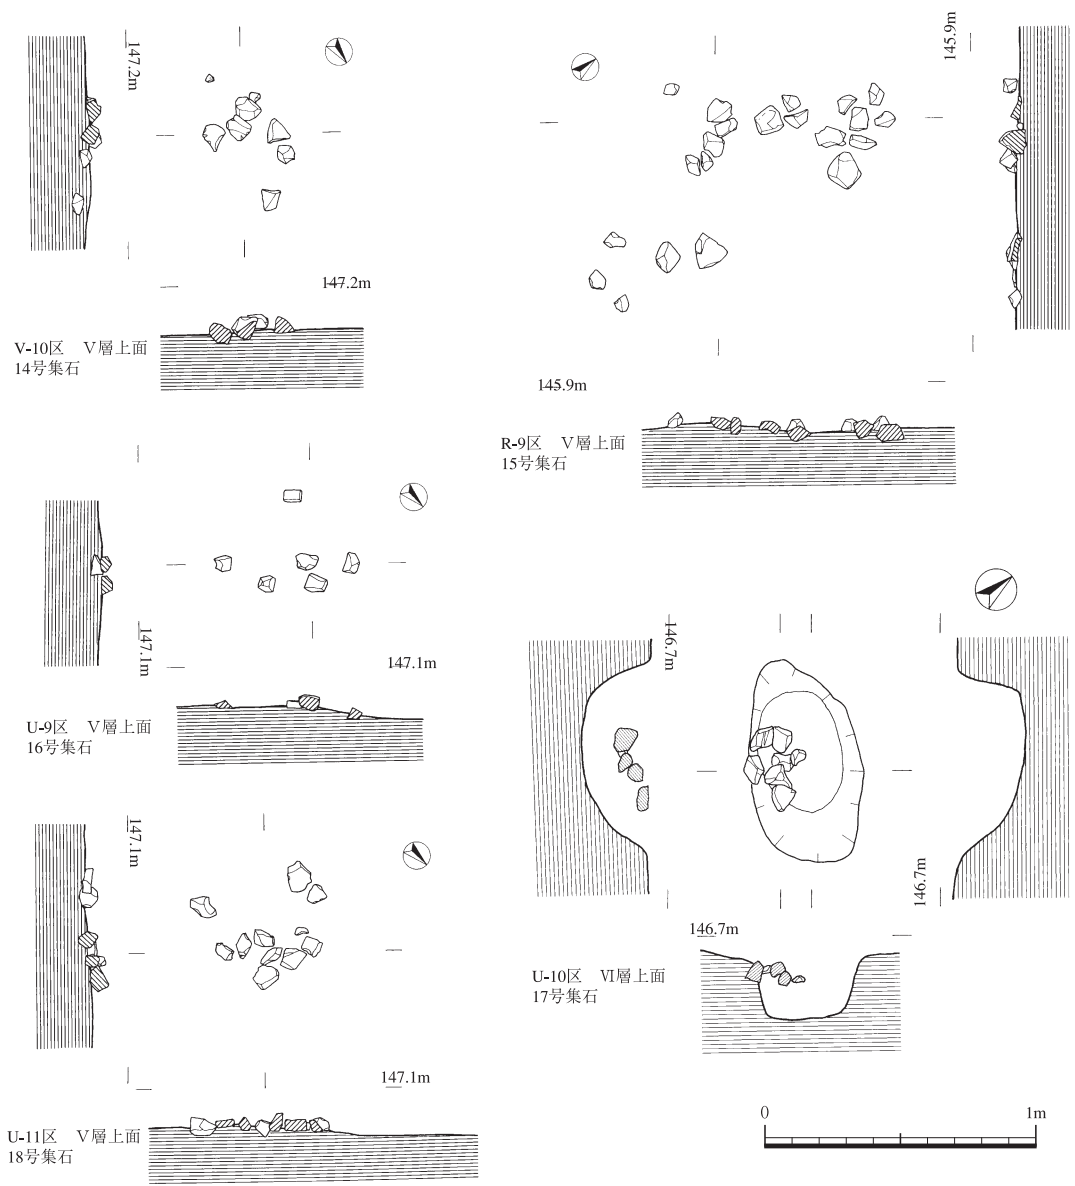 147.2m
147.2m
V-10区　Ⅴ層上面
14号集石
145.9m
145.9m
R-9区　Ⅴ層上面
15号集石
147.1m
147.1m
U-9区　Ⅴ層上面
16号集石
146.7m
146.7m
146.7m
U-10区　Ⅵ層上面
17号集石
147.1m
147.1m
U-11区　Ⅴ層上面
18号集石
0 1m